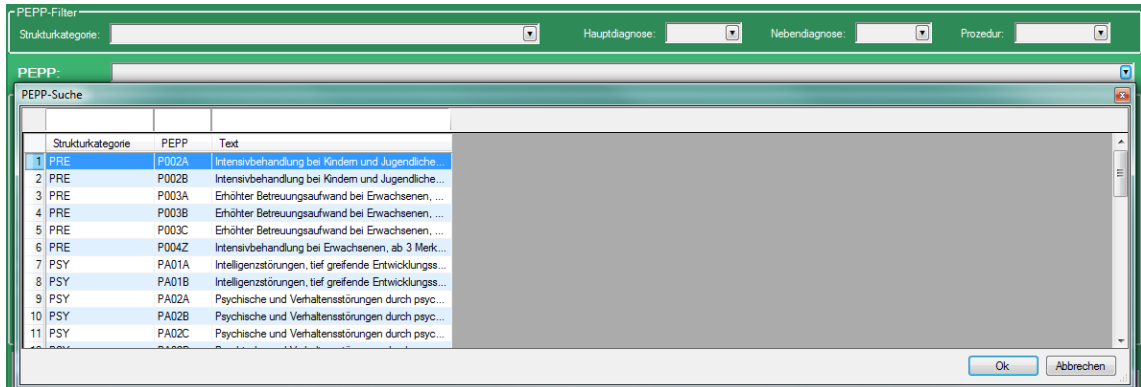 PEPP-Filter
Strukturkategorie: Hauptdiagnose: Nebendiagnose: Prozedur:
PEPP:
PEPP-Suche
Strukturkategorie PEPP Text
1 PRE P002A Intensivbehandlung bei Kindern und Jugendliche...
2 PRE P002B Intensivbehandlung bei Kindern und Jugendliche...
3 PRE P003A Erhöhter Betreuungsaufwand bei Erwachsenen, ...
4 PRE P003B Erhöhter Betreuungsaufwand bei Erwachsenen, ...
5 PRE P003C Erhöhter Betreuungsaufwand bei Erwachsenen, ...
6 PRE P004Z Intensivbehandlung bei Erwachsenen, ab 3 Merk...
7 PSY PA01A Intelligenzstörungen, tief greifende Entwicklungss...
8 PSY PA01B Intelligenzstörungen, tief greifende Entwicklungss...
9 PSY PA02A Psychische und Verhaltensstörungen durch psyc...
10 PSY PA02B Psychische und Verhaltensstörungen durch psyc...
11 PSY PA02C Psychische und Verhaltensstörungen durch psyc...
Ok Abbrechen